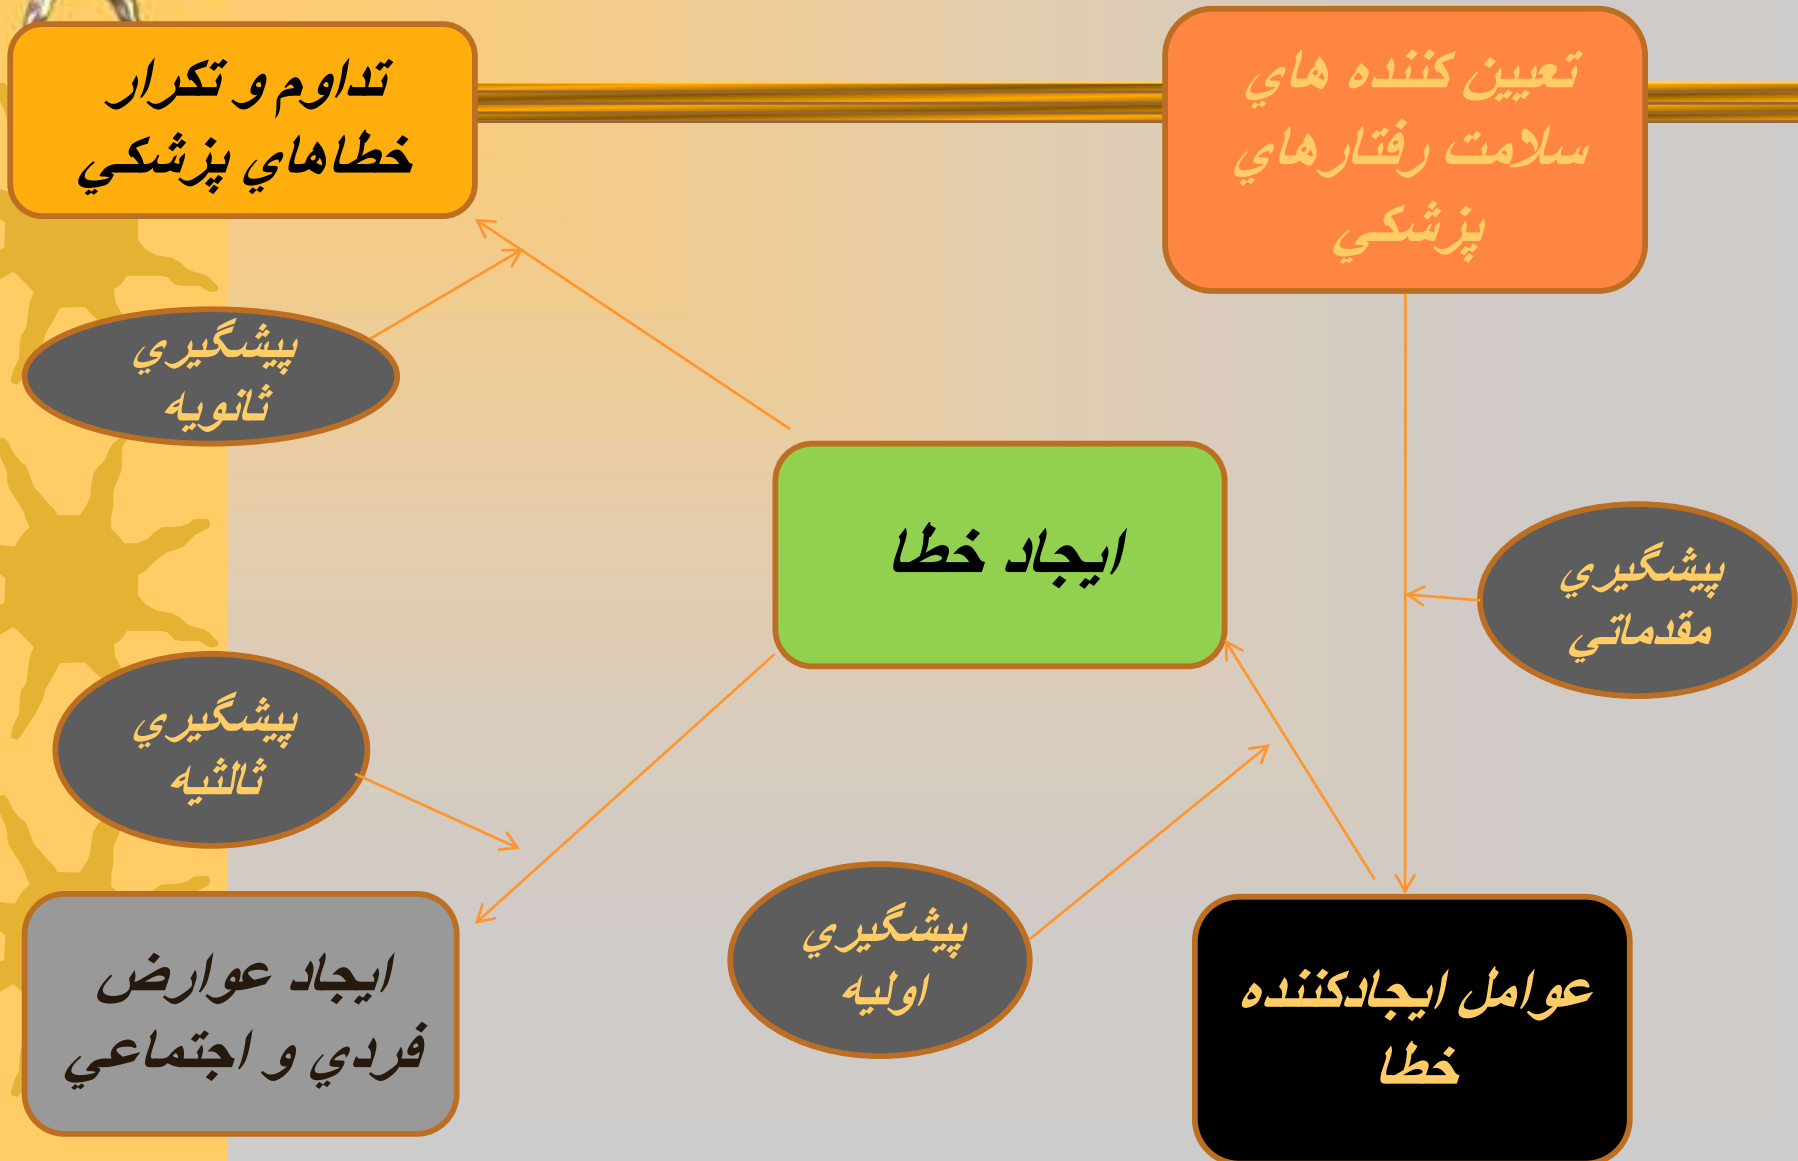 تعيين كننده هاي
سلامت رفتارهاي
پزشكي
تداوم و تكرار
خطاهاي پزشكي
پيشگيري
ثانويه
ايجاد خطا
پيشگيري
مقدماتي
پيشگيري
ثالثيه
پيشگيري
اوليه
عوامل ايجادكننده
خطا
ايجاد عوارض
فردي و اجتماعي